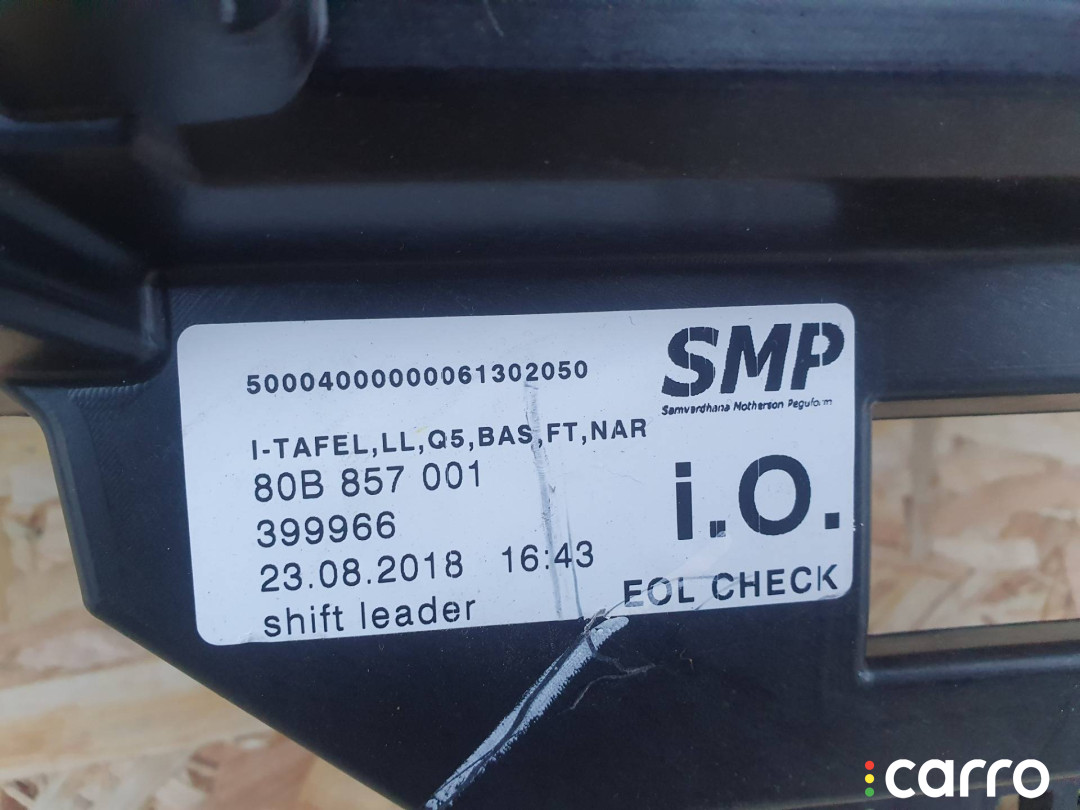 50004000000061302050
SMP
Samvardhana Motherson Peguform
I-TAFEL,LL,Q5,BAS,FT,NAR
80B 857 001
i.O.
399966
23.08.2018 16:43
EOL CHECK
shift leader
carro